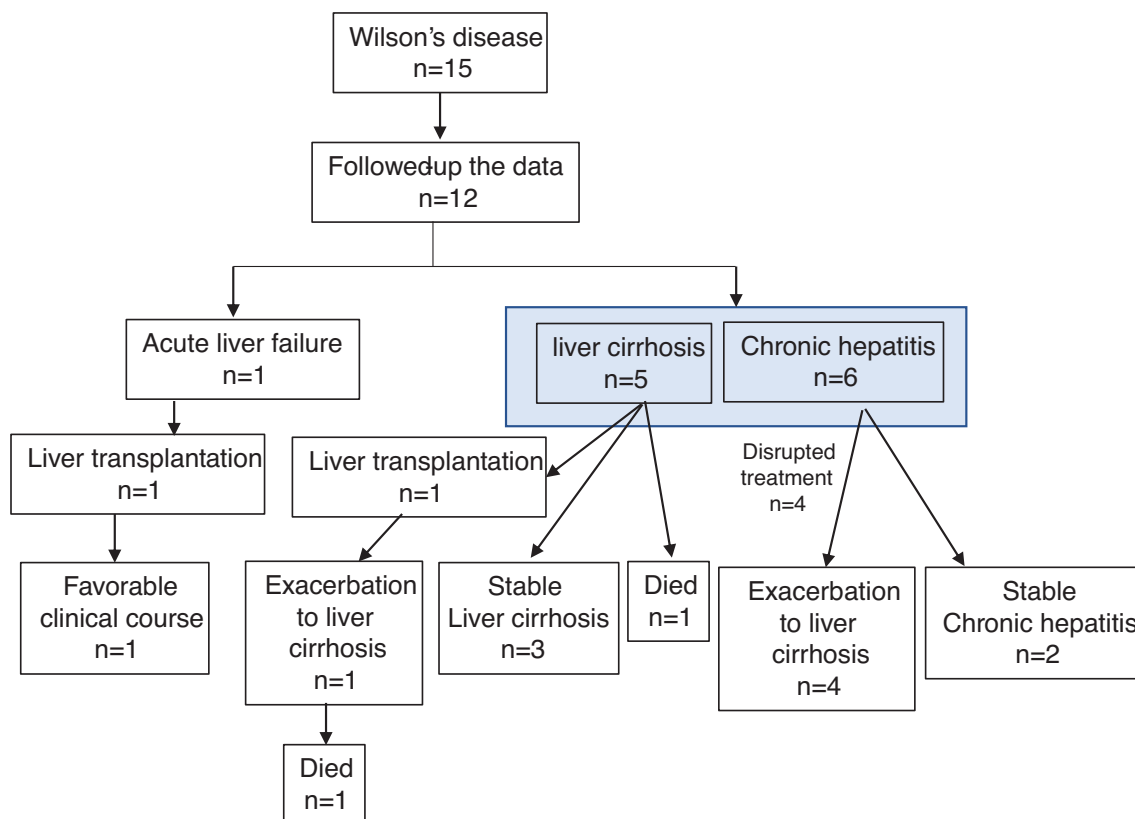 Wilson's disease
n=15
Followed-up the data
n=12
Acute liver failure
n=1
liver cirrhosis
n=5
Chronic hepatitis
n=6
Liver transplantation
n=1
Liver transplantation
n=1
Disrupted
treatment
n=4
Favorable
clinical course
n=1
Exacerbation
to liver
cirrhosis
n=1
Stable
Liver cirrhosis
n=3
Died
n=1
Exacerbation
to liver
cirrhosis
n=4
Stable
Chronic hepatitis
n=2
Died
n=1